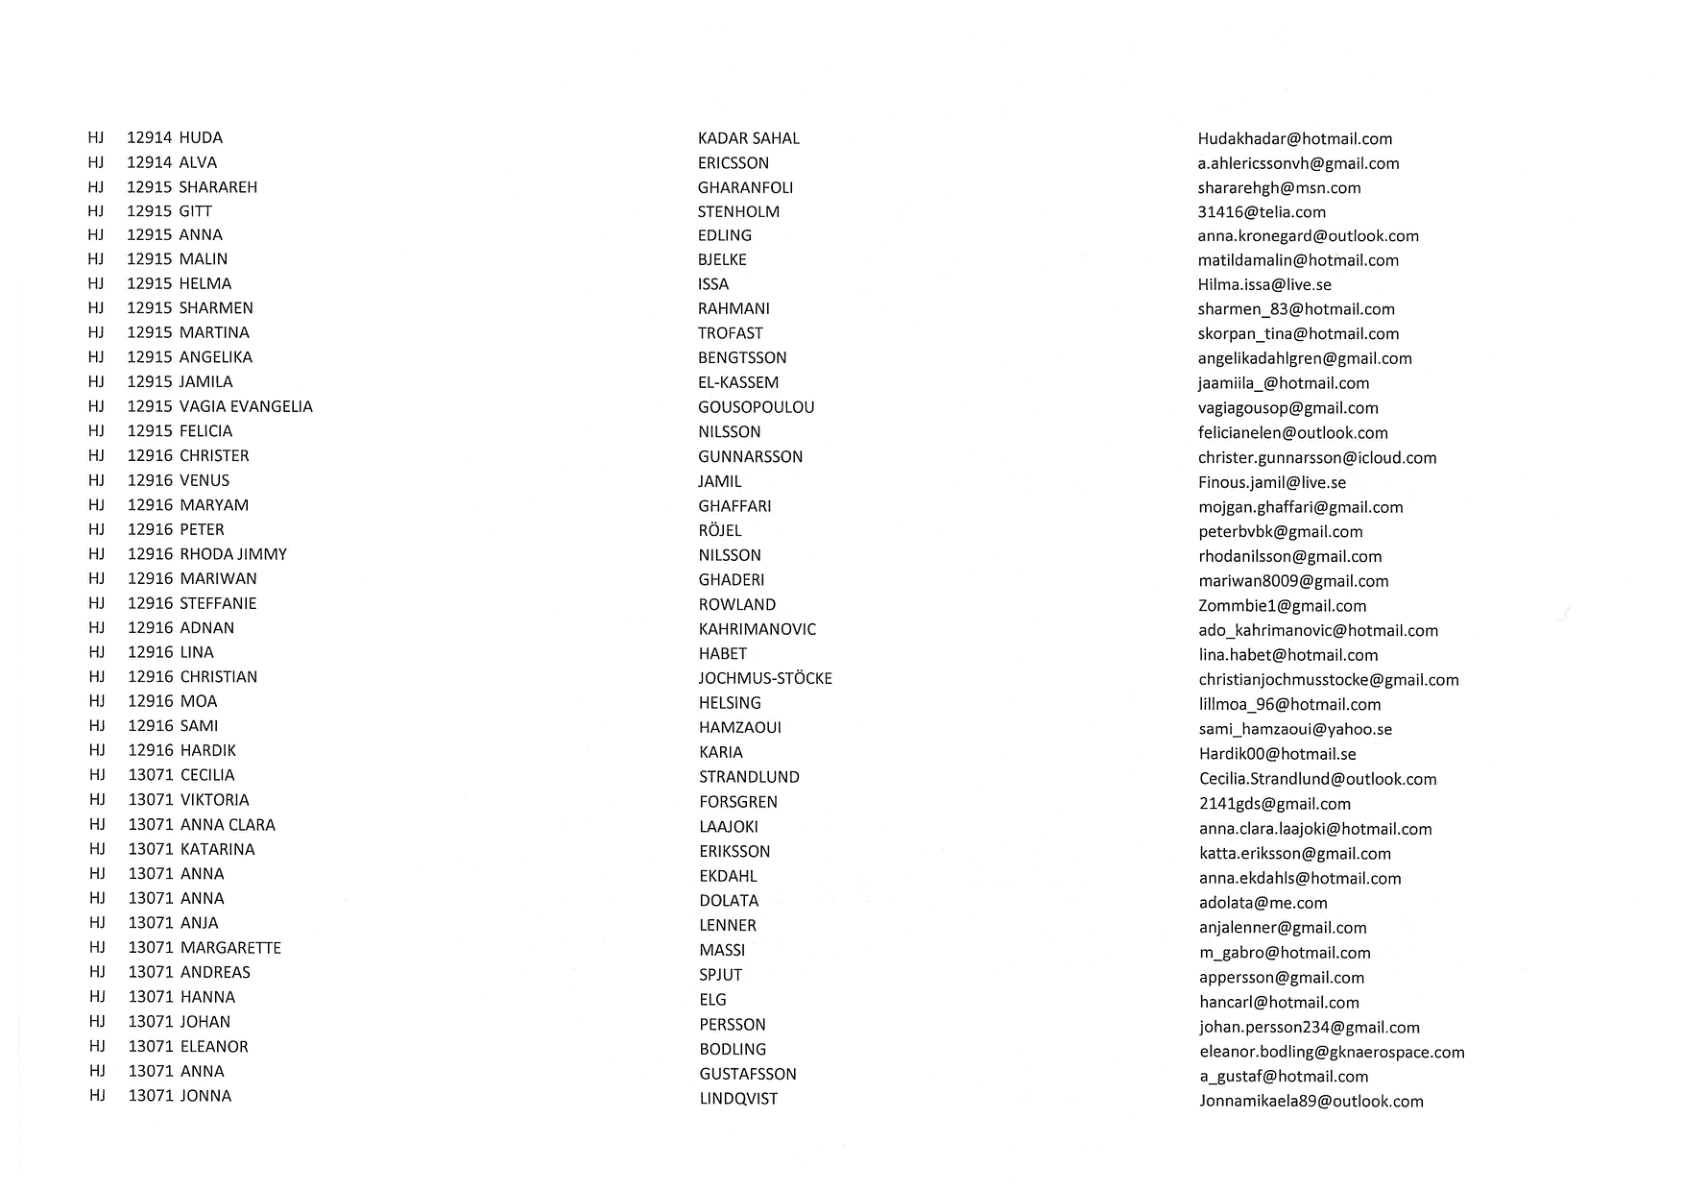 HJ 12914 HUDA KADAR SAHAL Hudakhadar@hotmail.com
HJ 12914 ALVA ERICSSON a.ahlericssonvh@gmail.com
HJ 12915 SHARAREH GHARANFOLI shararehgh@msn.com
HJ 12915 GITT STENHOLM 31416@telia.com
HJ 12915 ANNA EDLING anna.kronegard@outlook.com
HJ 12915 MALIN BJELKE matildamalin@hotmail.com
HJ 12915 HELMA ISSA Hilma.issa@live.se
HJ 12915 SHARMEN RAHMANI sharmen_83@hotmail.com
HJ 12915 MARTINA TROFAST skorpan_tina@hotmail.com
HJ 12915 ANGELIKA BENGTSSON angelikadahlgren@gmail.com
HJ 12915 JAMILA EL-KASSEM jaamiila_@hotmail.com
HJ 12915 VAGIA EVANGELIA GOUSOPOULOU vagiagousop@gmail.com
HJ 12915 FELICIA NILSSON felicianelen@outlook.com
HJ 12916 CHRISTER GUNNARSSON christer.gunnarsson@icloud.com
HJ 12916 VENUS JAMIL Finous.jamil@live.se
HJ 12916 MARYAM GHAFFARI mojgan.ghaffari@gmail.com
HJ 12916 PETER RÖJEL peterbvbk@gmail.com
HJ 12916 RHODA JIMMY NILSSON rhodanilsson@gmail.com
HJ 12916 MARIWAN GHADERI mariwan8009@gmail.com
HJ 12916 STEFFANIE ROWLAND Zommbie1@gmail.com
HJ 12916 ADNAN KAHRIMANOVIC ado_kahrimanovic@hotmail.com
HJ 12916 LINA HABET lina.habet@hotmail.com
HJ 12916 CHRISTIAN JOCHMUS-STÖCKE christianjochmusstocke@gmail.com
HJ 12916 MOA HELSING lillmoa_96@hotmail.com
HJ 12916 SAMI HAMZAOUI sami_hamzaoui@yahoo.se
HJ 12916 HARDIK KARIA Hardik00@hotmail.se
HJ 13071 CECILIA STRANDLUND Cecilia.Strandlund@outlook.com
HJ 13071 VIKTORIA FORSGREN 2141gds@gmail.com
HJ 13071 ANNA CLARA LAAJOKI anna.clara.laajoki@hotmail.com
HJ 13071 KATARINA ERIKSSON katta.eriksson@gmail.com
HJ 13071 ANNA EKDAHL anna.ekdahls@hotmail.com
HJ 13071 ANNA DOLATA adolata@me.com
HJ 13071 ANJA LENNER anjalenner@gmail.com
HJ 13071 MARGARETTE MASSI m_gabro@hotmail.com
HJ 13071 ANDREAS SPJUT appersson@gmail.com
HJ 13071 HANNA ELG hancarl@hotmail.com
HJ 13071 JOHAN PERSSON johan.persson234@gmail.com
HJ 13071 ELEANOR BODLING eleanor.bodling@gknaerospace.com
HJ 13071 ANNA GUSTAFSSON a_gustaf@hotmail.com
HJ 13071 JONNA LINDQVIST Jonnamikaela89@outlook.com